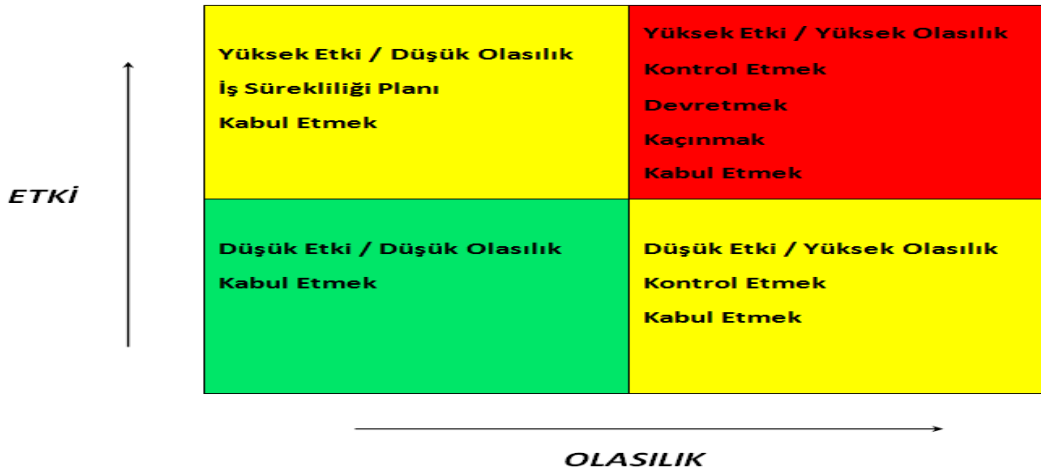 Yüksek Etki / Düşük Olasılık
İş Sürekliliği Planı
Kabul Etmek
Yüksek Etki / Yüksek Olasılık
Kontrol Etmek
Devretmek
Kaçınmak
Kabul Etmek
ETKİ
Düşük Etki / Düşük Olasılık
Kabul Etmek
Düşük Etki / Yüksek Olasılık
Kontrol Etmek
Kabul Etmek
OLASILIK